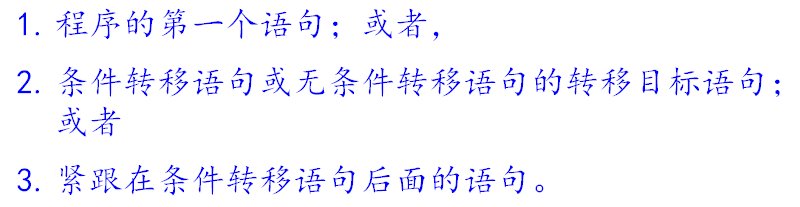 1. 程序的第一个语句；或者，
2. 条件转移语句或无条件转移语句的转移目标语句；
或者
3. 紧跟在条件转移语句后面的语句。